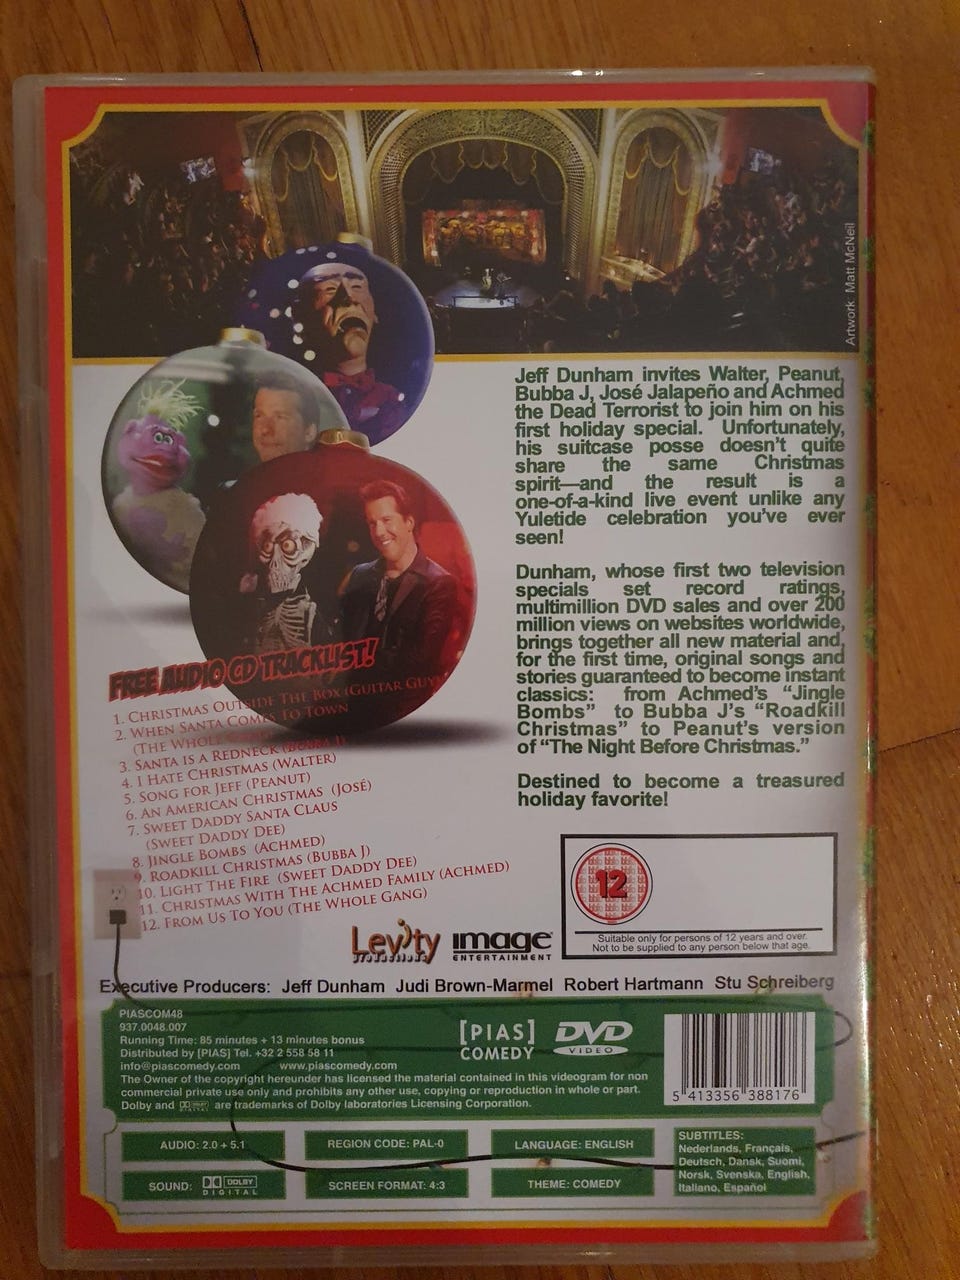 Artwork: Matt McNeil
Jeff Dunham invites Walter, Peanut,
Bubba J, José Jalapeño and Achmed
the Dead Terrorist to join him on his
first holiday special. Unfortunately,
his suitcase posse doesn't quite
share the same Christmas
spirit—and the result is a
one-of-a-kind live event unlike any
Yuletide celebration you've ever
seen!
Dunham, whose first two television
specials set record ratings,
multimillion DVD sales and over 200
million views on websites worldwide,
brings together all new material and,
for the first time, original songs and
stories guaranteed to become instant
classics: from Achmed's “Jingle
Bombs” to Bubba J's “Roadkill
Christmas” to Peanut's version
of “The Night Before Christmas.”
Destined to become a treasured
holiday favorite!
FREE AUDIO CD TRACKLIST!
1. Christmas Outside The Box (Guitar Guy)
2. When Santa Comes To Town
(The Whole Gang)
3. Santa is a Redneck (Bubba J)
4. I Hate Christmas (Walter)
5. Song for Jeff (Peanut)
6. An American Christmas (José)
7. Sweet Daddy Santa Claus
(Sweet Daddy Dee)
8. Jingle Bombs (Achmed)
9. Roadkill Christmas (Bubba J)
10. Light The Fire (Sweet Daddy Dee)
11. Christmas With The Achmed Family (Achmed)
12. From Us To You (The Whole Gang)
Levity
productions
image
ENTERTAINMENT
12
Suitable only for persons of 12 years and over.
Not to be supplied to any person below that age.
Executive Producers: Jeff Dunham Judi Brown-Marmel Robert Hartmann Stu Schreiberg
PIASCOM48
937.0048.007
Running Time: 85 minutes + 13 minutes bonus
Distributed by [PIAS] Tel. +32 2 558 58 11
info@piascomedy.com www.piascomedy.com
The Owner of the copyright hereunder has licensed the material contained in this videogram for non
commercial private use only and prohibits any other use, copying or reproduction in whole or part.
Dolby and are trademarks of Dolby laboratories Licensing Corporation.
[PIAS]
COMEDY
DVD
VIDEO
5 413356 388176
AUDIO: 2.0 + 5.1
REGION CODE: PAL-0
LANGUAGE: ENGLISH
SOUND: DOLBY
DIGITAL
SCREEN FORMAT: 4:3
THEME: COMEDY
SUBTITLES:
Nederlands, Français,
Deutsch, Dansk, Suomi,
Norsk, Svenska, English,
Italiano, Español